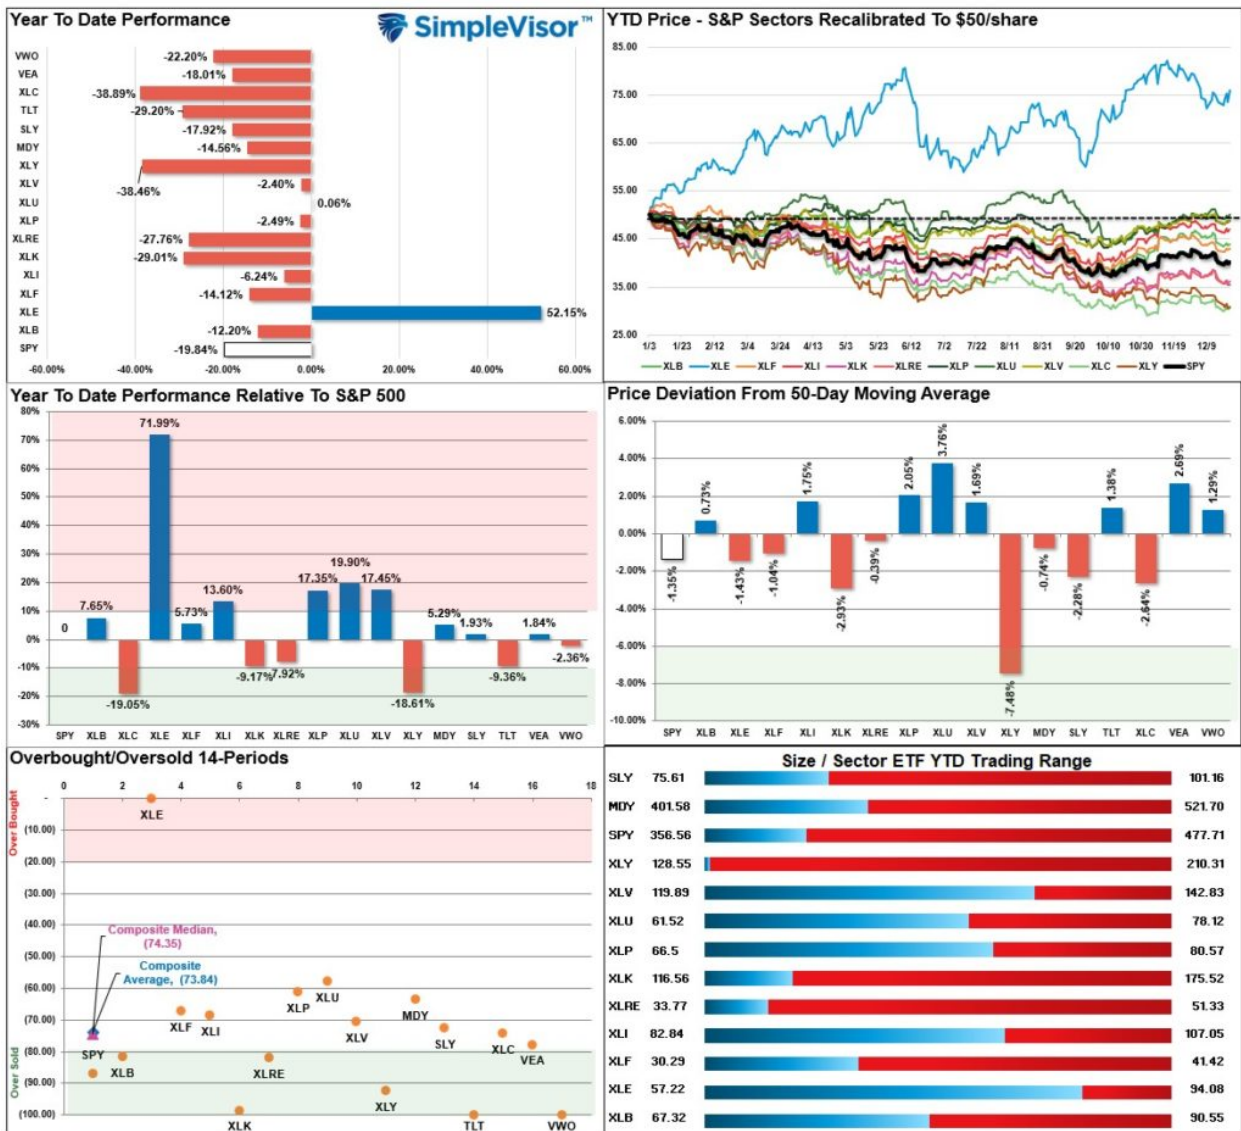 Year To Date Performance
SimpleVisor™
VWO -22.20%
VEA -18.01%
XLC -38.89%
TLT -29.20%
SLY -17.92%
MDY -14.56%
XLY -38.46%
XLV -2.40%
XLU 0.06%
XLP -2.49%
XLRE -27.76%
XLK -29.01%
XLI -6.24%
XLF -14.12%
XLE 52.15%
XLB -12.20%
SPY -19.84%
-60.00% -40.00% -20.00% 0.00% 20.00% 40.00% 60.00%
YTD Price - S&P Sectors Recalibrated To $50/share
85.00
75.00
65.00
55.00
45.00
35.00
25.00
1/3 1/23 2/12 3/4 3/24 4/13 5/3 5/23 6/12 7/2 7/22 8/11 8/31 9/20 10/10 10/30 11/19 12/9
XLB XLE XLF XLI XLK XLRE XLP XLU XLV XLC XLY SPY
Year To Date Performance Relative To S&P 500
80%
70%
60%
50%
40%
30%
20%
10%
0%
-10%
-20%
-30%
0 7.65% -19.05% 71.99% 5.73% 13.60% -9.17% -7.92% 17.35% 19.90% 17.45% -18.61% 5.29% 1.93% -9.36% 1.84% -2.36%
SPY XLB XLC XLE XLF XLI XLK XLRE XLP XLU XLV XLY MDY SLY TLT VEA VWO
Price Deviation From 50-Day Moving Average
6.00%
4.00%
2.00%
0.00%
-2.00%
-4.00%
-6.00%
-8.00%
-10.00%
-1.35% 0.73% -1.43% -1.04% 1.75% -2.93% -0.39% 2.05% 3.76% 1.69% -7.48% -0.74% -2.28% 1.38% -2.64% 2.69% 1.29%
SPY XLB XLE XLF XLI XLK XLRE XLP XLU XLV XLY MDY SLY TLT XLC VEA VWO
Overbought/Oversold 14-Periods
0 2 4 6 8 10 12 14 16 18
-
(10.00)
(20.00)
(30.00)
(40.00)
(50.00)
(60.00)
(70.00)
(80.00)
(90.00)
(100.00)
Over Bought
Over Sold
XLE
Composite Median,
(74.35)
Composite
Average, (73.84)
XLU
XLP
MDY
XLF
XLI
XLV
SLY
XLC
SPY
VEA
XLB
XLRE
XLY
XLK
TLT
VWO
Size / Sector ETF YTD Trading Range
SLY 75.61 101.16
MDY 401.58 521.70
SPY 356.56 477.71
XLY 128.55 210.31
XLV 119.89 142.83
XLU 61.52 78.12
XLP 66.5 80.57
XLK 116.56 175.52
XLRE 33.77 51.33
XLI 82.84 107.05
XLF 30.29 41.42
XLE 57.22 94.08
XLB 67.32 90.55